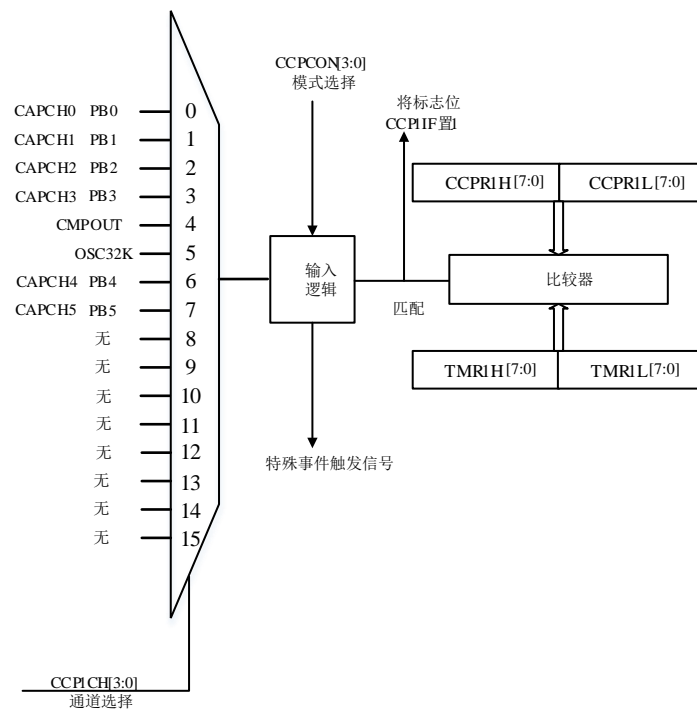 CCPCON[3:0]
模式选择
将标志位
CCP1IF置1
CAPCH0 PB0 0
CAPCH1 PB1 1
CAPCH2 PB2 2
CAPCH3 PB3 3
CMPOUT 4
OSC32K 5
CAPCH4 PB4 6
CAPCH5 PB5 7
无 8
无 9
无 10
无 11
无 12
无 13
无 14
无 15
CCPR1H[7:0] CCPR1L[7:0]
输入
逻辑
比较器
匹配
TMR1H[7:0] TMR1L[7:0]
特殊事件触发信号
CCP1CH[3:0]
通道选择